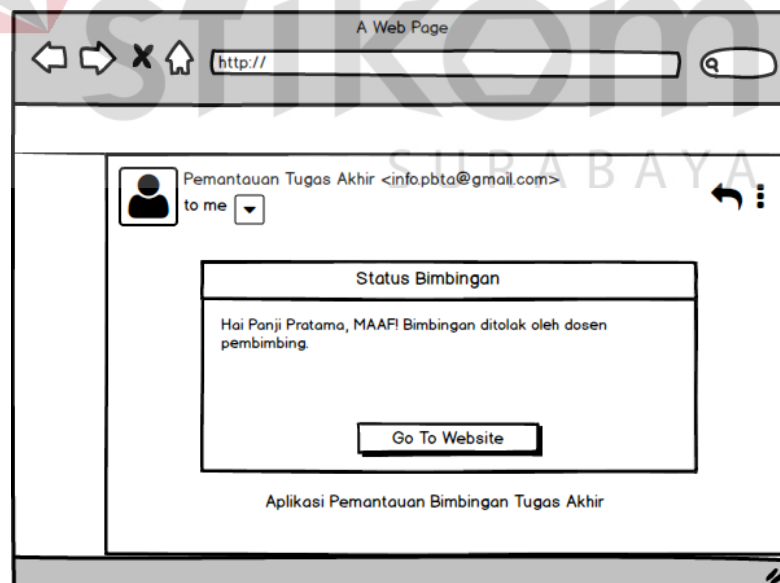 A Web Page
http://
stikom
SURABAYA
Pemantauan Tugas Akhir <info.pbta@gmail.com>
to me
Status Bimbingan
Hai Panji Pratama, MAAF! Bimbingan ditolak oleh dosen
pembimbing.
Go To Website
Aplikasi Pemantauan Bimbingan Tugas Akhir